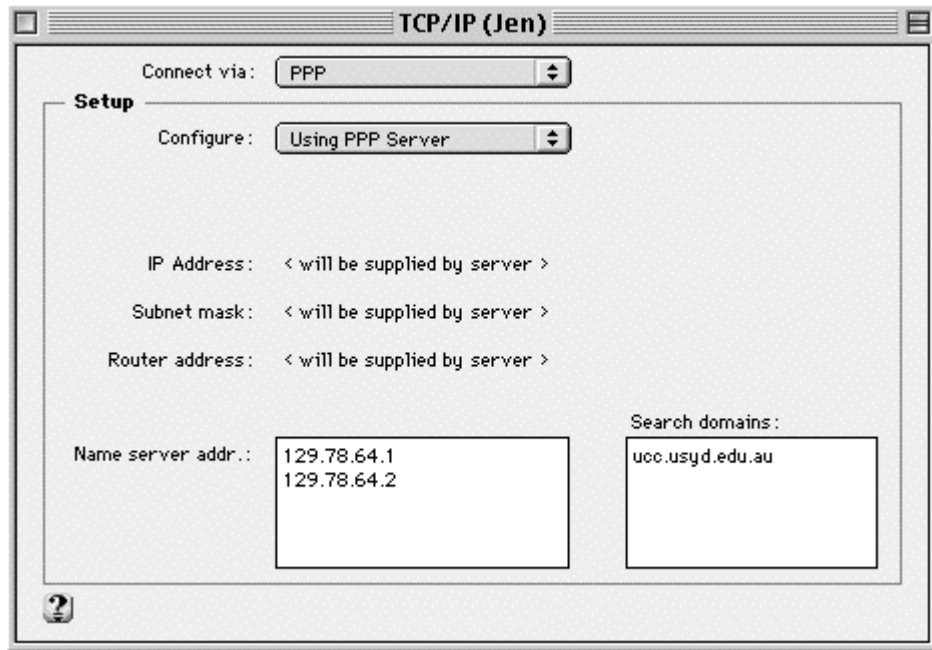 TCP/IP (Jen)
Connect via: PPP
Setup
Configure: Using PPP Server
IP Address: < will be supplied by server >
Subnet mask: < will be supplied by server >
Router address: < will be supplied by server >
Search domains:
Name server addr.: 129.78.64.1 ucc.usyd.edu.au
129.78.64.2
?